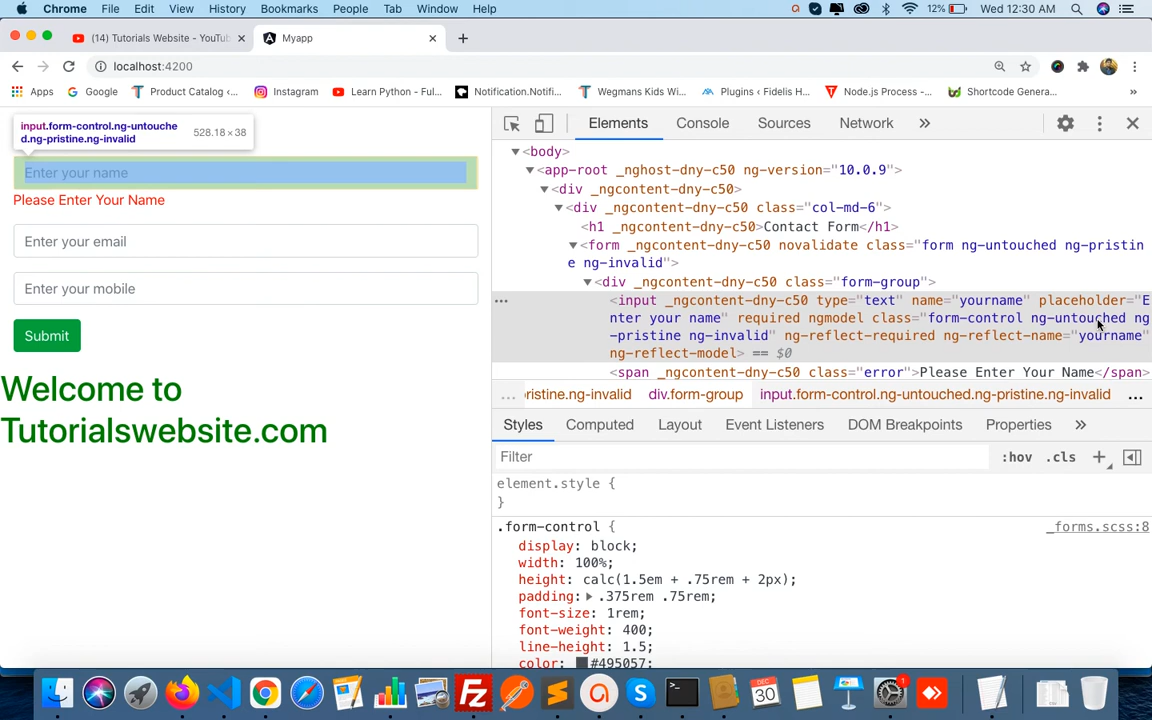 Chrome File Edit View History Bookmarks People Tab Window Help 12% Wed 12:30 AM
(14) Tutorials Website - YouTub Myapp
localhost:4200
Apps Google Product Catalog ‹... Instagram Learn Python - Ful... Notification.Notifi... Wegmans Kids Wi... Plugins ‹ Fidelis H... Node.js Process -... Shortcode Genera... »
input.form-control.ng-untouche
d.ng-pristine.ng-invalid
528.18 × 38
Enter your name
Please Enter Your Name
Enter your email
Enter your mobile
Submit
Welcome to
Tutorialswebsite.com
Elements Console Sources Network »
<body>
<app-root _nghost-dny-c50 ng-version="10.0.9">
<div _ngcontent-dny-c50>
<div _ngcontent-dny-c50 class="col-md-6">
<h1 _ngcontent-dny-c50>Contact Form</h1>
<form _ngcontent-dny-c50 novalidate class="form ng-untouched ng-pristin
e ng-invalid">
<div _ngcontent-dny-c50 class="form-group">
<input _ngcontent-dny-c50 type="text" name="yourname" placeholder="E
nter your name" required ngmodel class="form-control ng-untouched ng
-pristine ng-invalid" ng-reflect-required ng-reflect-name="yourname"
ng-reflect-model> == $0
<span _ngcontent-dny-c50 class="error">Please Enter Your Name</span>
... ristine.ng-invalid div.form-group input.form-control.ng-untouched.ng-pristine.ng-invalid ...
Styles Computed Layout Event Listeners DOM Breakpoints Properties »
Filter :hov .cls +
element.style {
}
.form-control { _forms.scss:8
display: block;
width: 100%;
height: calc(1.5em + .75rem + 2px);
padding: .375rem .75rem;
font-size: 1rem;
font-weight: 400;
line-height: 1.5;
color: #495057;
DEC
30
1